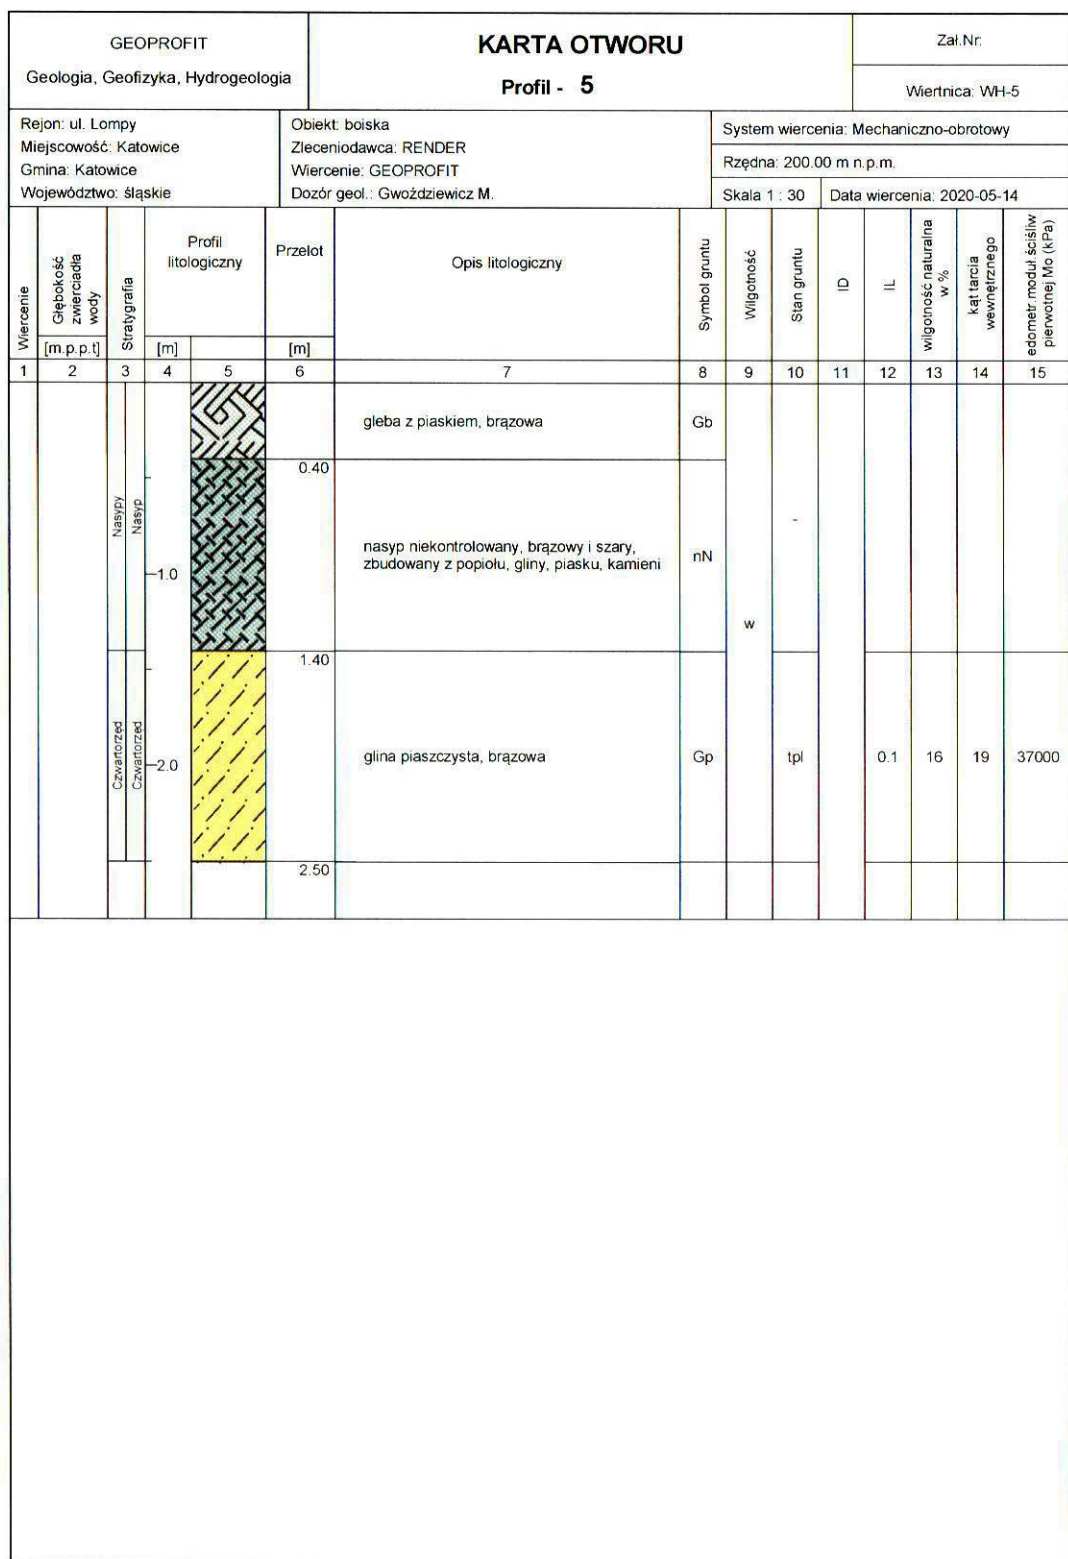 GEOPROFIT
Geologia, Geofizyka, Hydrogeologia
KARTA OTWORU
Profil - 5
Zał.Nr:
Wiertnica: WH-5
Rejon: ul. Lompy
Miejscowość: Katowice
Gmina: Katowice
Województwo: śląskie
Obiekt: boiska
Zleceniodawca: RENDER
Wiercenie: GEOPROFIT
Dozór geol.: Gwoździewicz M.
System wiercenia: Mechaniczno-obrotowy
Rzędna: 200.00 m n.p.m.
Skala 1 : 30
Data wiercenia: 2020-05-14
Wiercenie
Głębokość
zwierciadła
wody
[m.p.p.t]
Stratygrafia
Profil
litologiczny
[m]
Przelot
[m]
Opis litologiczny
Symbol gruntu
Wilgotność
Stan gruntu
ID
IL
wilgotność naturalna
w %
kąt tarcia
wewnętrznego
edometr. moduł ściśliw
pierwotnej Mo (kPa)
1 2 3 4 5 6 7 8 9 10 11 12 13 14 15
gleba z piaskiem, brązowa
Gb
0.40
Nasypy
Nasyp
-
1.0
nasyp niekontrolowany, brązowy i szary,
zbudowany z popiołu, gliny, piasku, kamieni
nN
w
1.40
Czwartorzęd
Czwartorzęd
2.0
glina piaszczysta, brązowa
Gp
tpl
0.1
16
19
37000
2.50